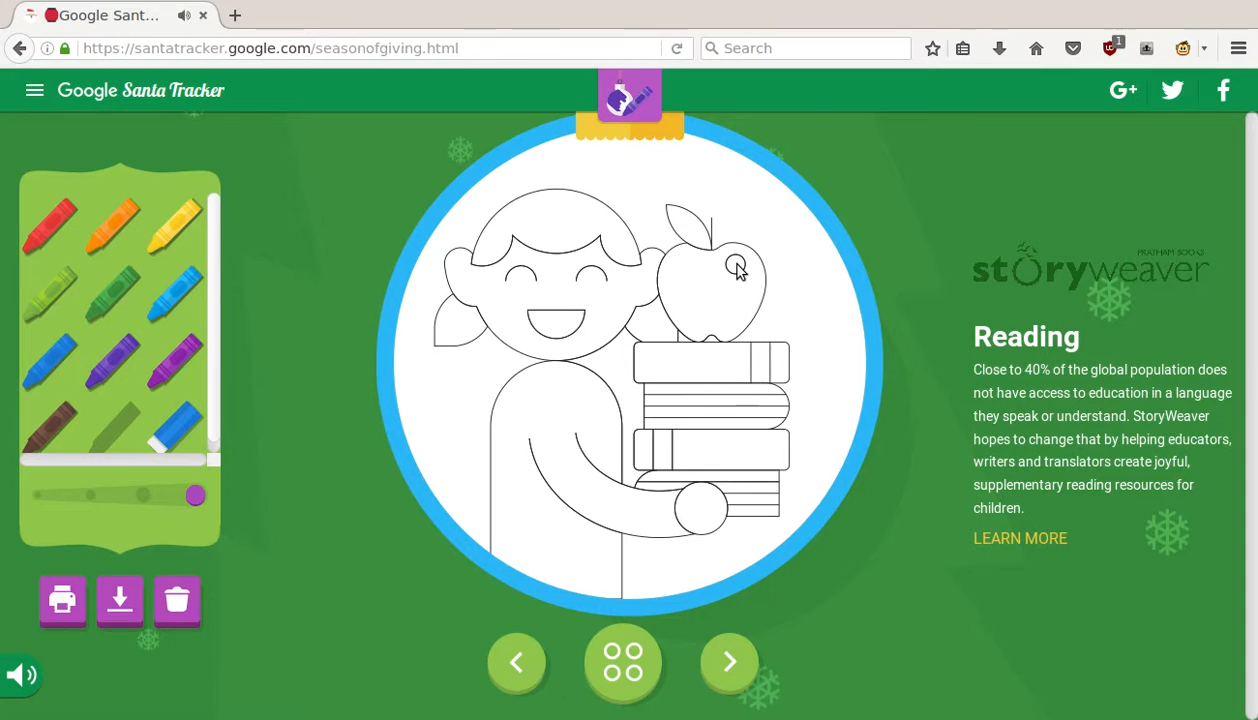 Google Sant...
https://santatracker.google.com/seasonofgiving.html
Search
1
Google Santa Tracker
G+
PRATHAM BOOKS
storyweaver
Reading
Close to 40% of the global population does
not have access to education in a language
they speak or understand. StoryWeaver
hopes to change that by helping educators,
writers and translators create joyful,
supplementary reading resources for
children.
LEARN MORE